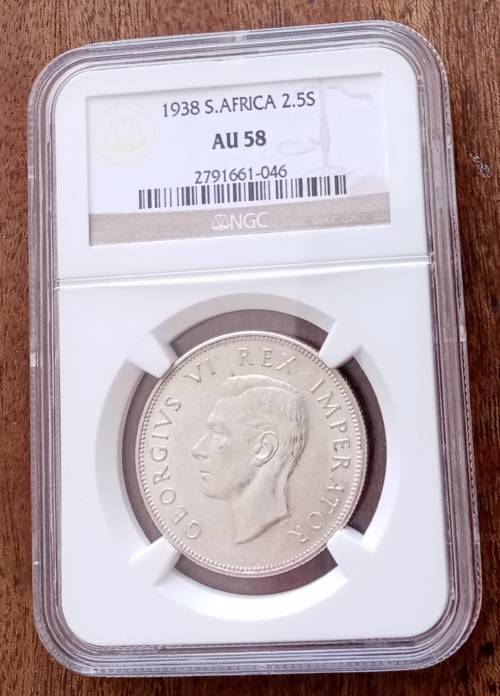 1938 S.AFRICA 2.5S
AU 58
2791661-046
NGC
GEORGIVS VI REX IMPERATOR